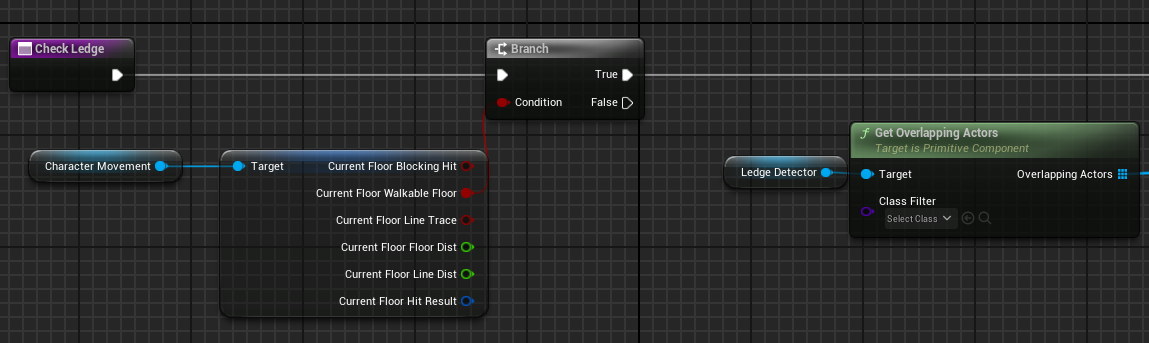 Check Ledge
Branch
True
Condition
False
Get Overlapping Actors
Target is Primitive Component
Character Movement
Target
Current Floor Blocking Hit
Current Floor Walkable Floor
Current Floor Line Trace
Current Floor Floor Dist
Current Floor Line Dist
Current Floor Hit Result
Ledge Detector
Target
Overlapping Actors
Class Filter
Select Class